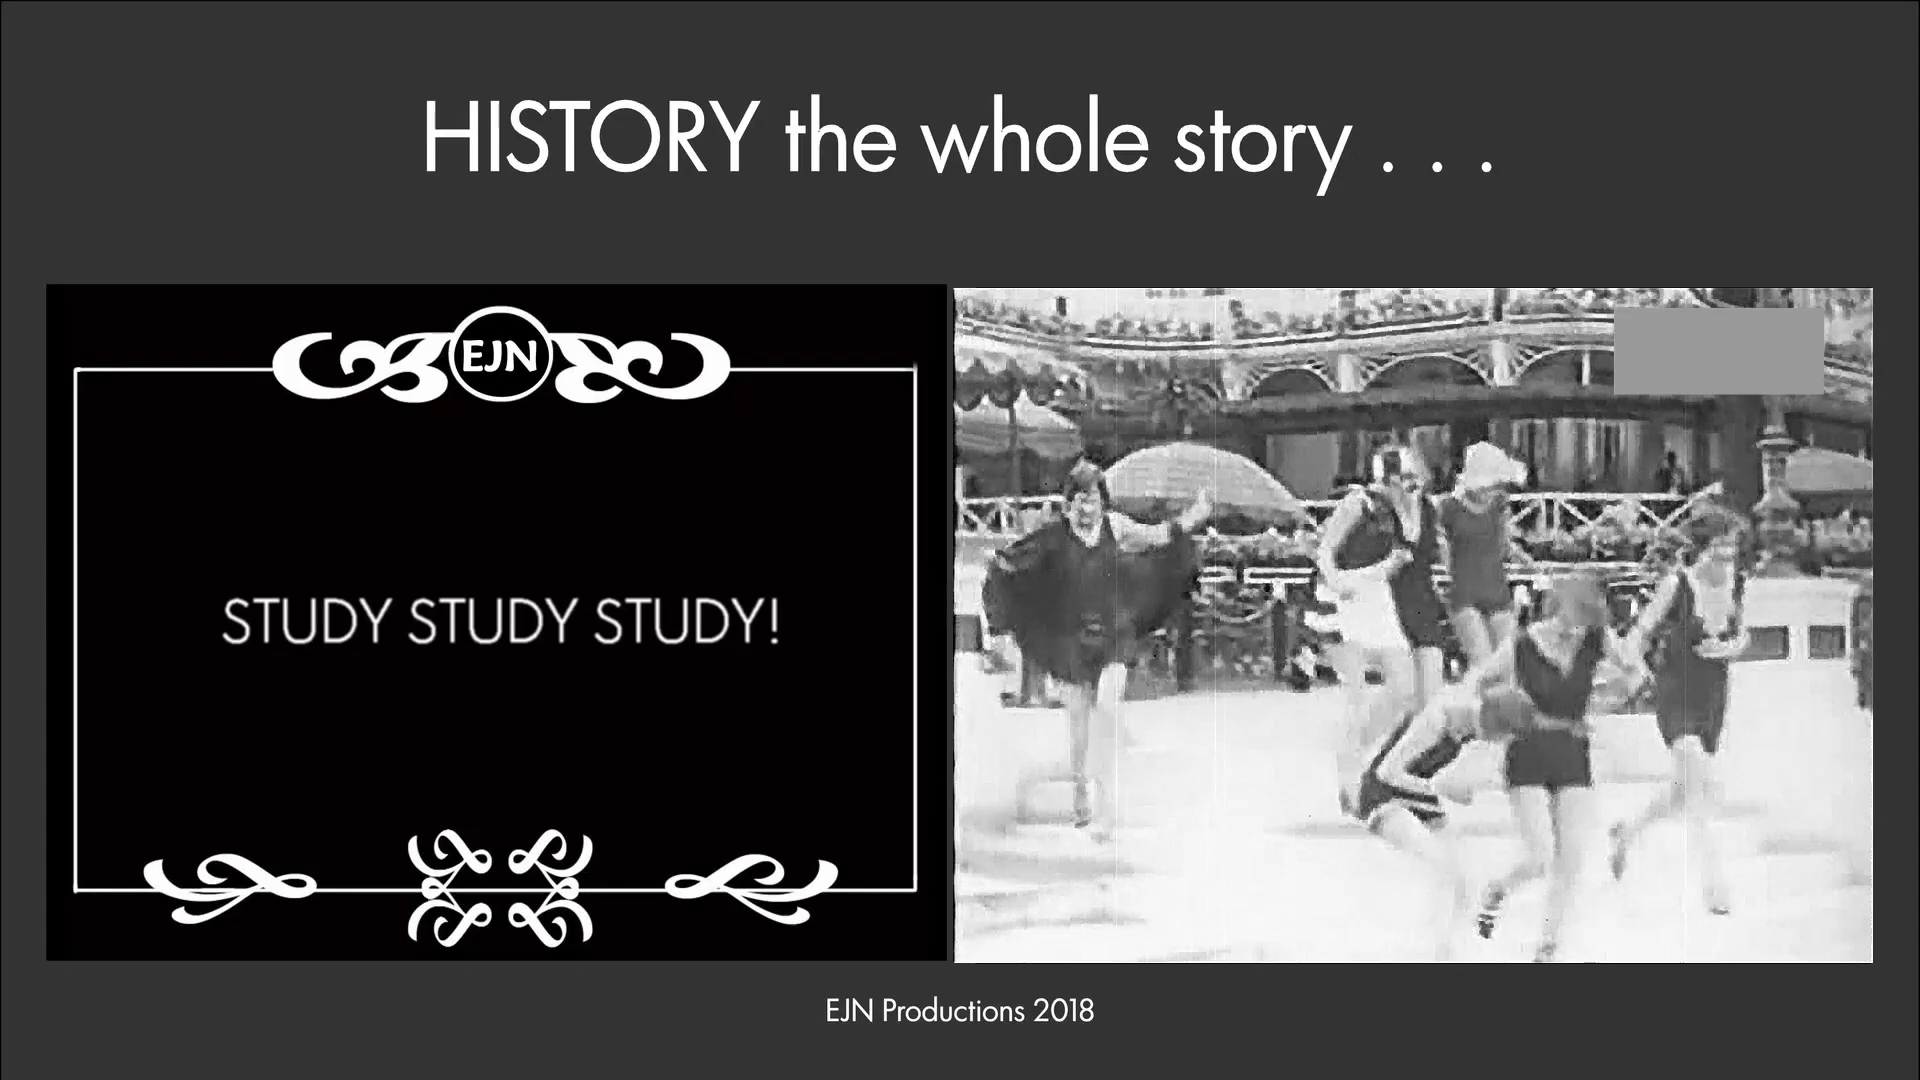 HISTORY the whole story . . .
EJN
STUDY STUDY STUDY!
EJN Productions 2018